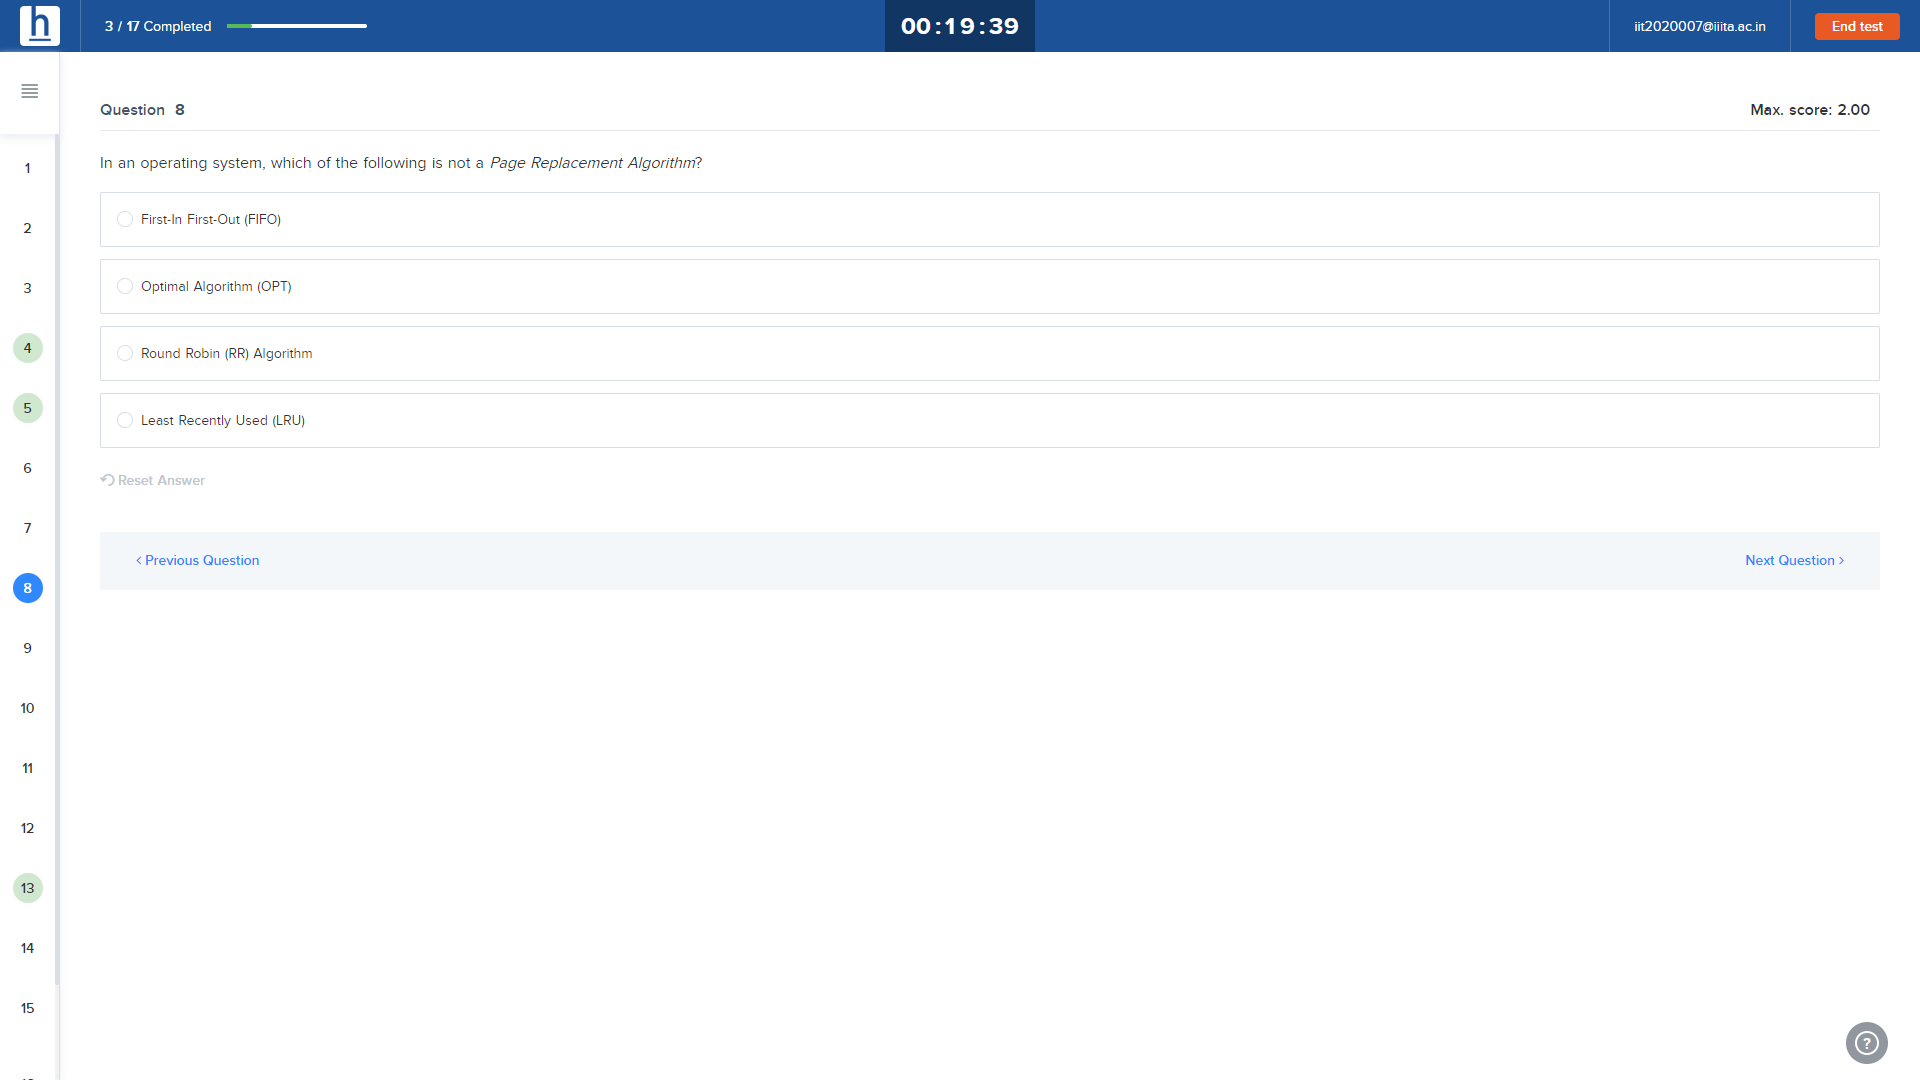 h
3 / 17 Completed
00:19:39
iit2020007@iiita.ac.in
End test
Question 8
Max. score: 2.00
In an operating system, which of the following is not a Page Replacement Algorithm?
First-In First-Out (FIFO)
Optimal Algorithm (OPT)
Round Robin (RR) Algorithm
Least Recently Used (LRU)
Reset Answer
< Previous Question
Next Question >
1
2
3
4
5
6
7
8
9
10
11
12
13
14
15
?